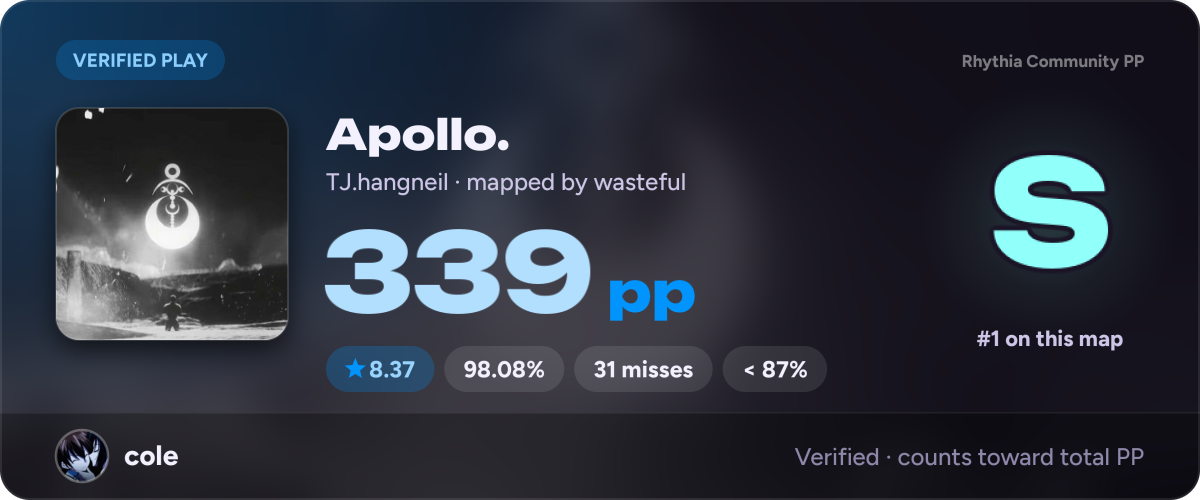 VERIFIED PLAY
Rhythia Community PP
Apollo.
TJ.hangneil · mapped by wasteful
339 pp
S
#1 on this map
★8.37 98.08% 31 misses < 87%
cole
Verified · counts toward total PP